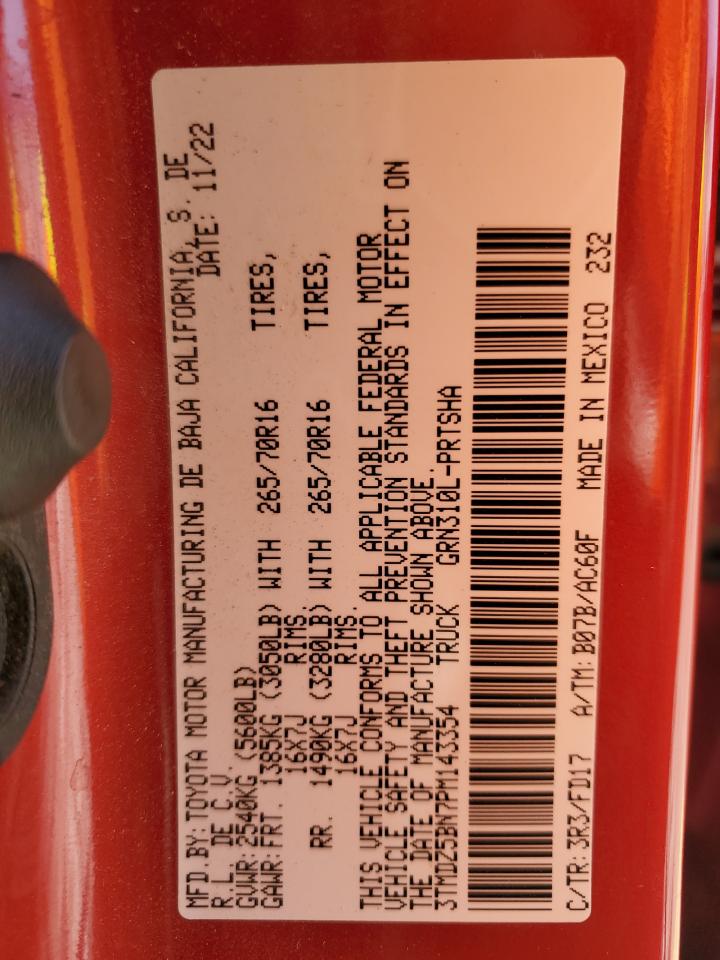 MFD.BY: TOYOTA MOTOR MANUFACTURING DE BAJA CALIFORNIA, S. DE
R.L. DE C.V. DATE: 11/22
GVWR: 2540KG (5600LB)
GAWR: FRT. 1385KG (3050LB) WITH 265/70R16 TIRES,
16X7J RIMS.
RR. 1490KG (3280LB) WITH 265/70R16 TIRES,
16X7J RIMS.
THIS VEHICLE CONFORMS TO ALL APPLICABLE FEDERAL MOTOR
VEHICLE SAFETY AND THEFT PREVENTION STANDARDS IN EFFECT ON
THE DATE OF MANUFACTURE SHOWN ABOVE.
3TMDZ5BN7PM143354 TRUCK GRN310L-PRTSHA
C/TR: 3R3/FD17 A/TM: B07B/AC60F MADE IN MEXICO 232